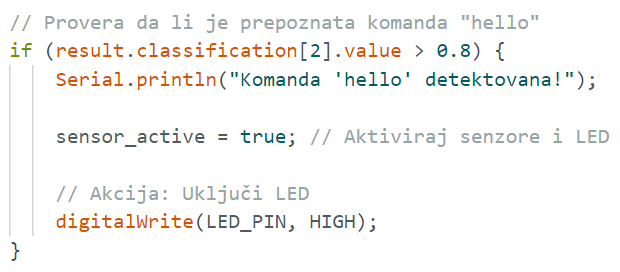 // Provera da li je prepoznata komanda "hello"
if (result.classification[2].value > 0.8) {
Serial.println("Komanda 'hello' detektovana!");
sensor_active = true; // Aktiviraj senzore i LED
// Akcija: Uključi LED
digitalWrite(LED_PIN, HIGH);
}